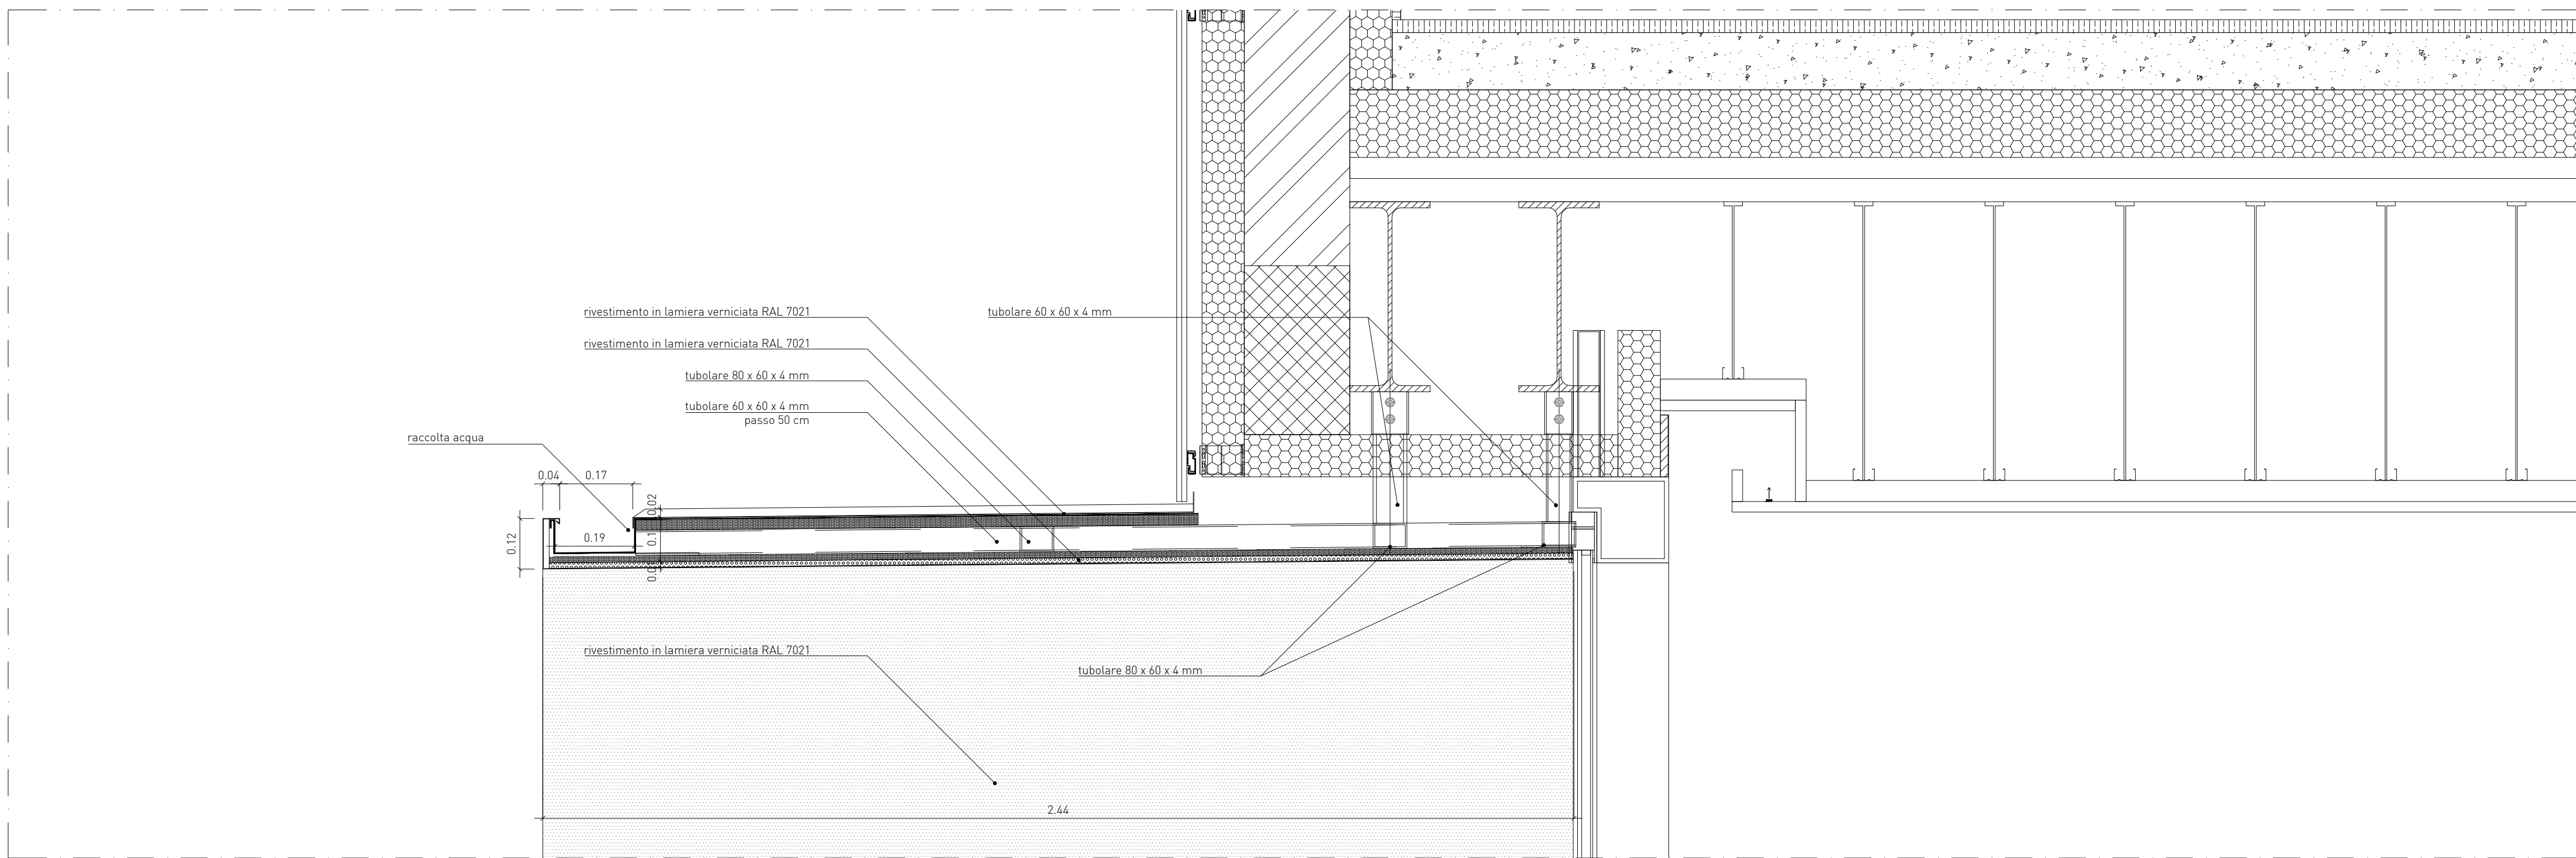 rivestimento in lamiera verniciata RAL 7021
tubolare 60 x 60 x 4 mm
rivestimento in lamiera verniciata RAL 7021
tubolare 80 x 60 x 4 mm
tubolare 60 x 60 x 4 mm
passo 50 cm
raccolta acqua
0.04
0.17
0.02
0.12
0.19
rivestimento in lamiera verniciata RAL 7021
tubolare 80 x 60 x 4 mm
2.44